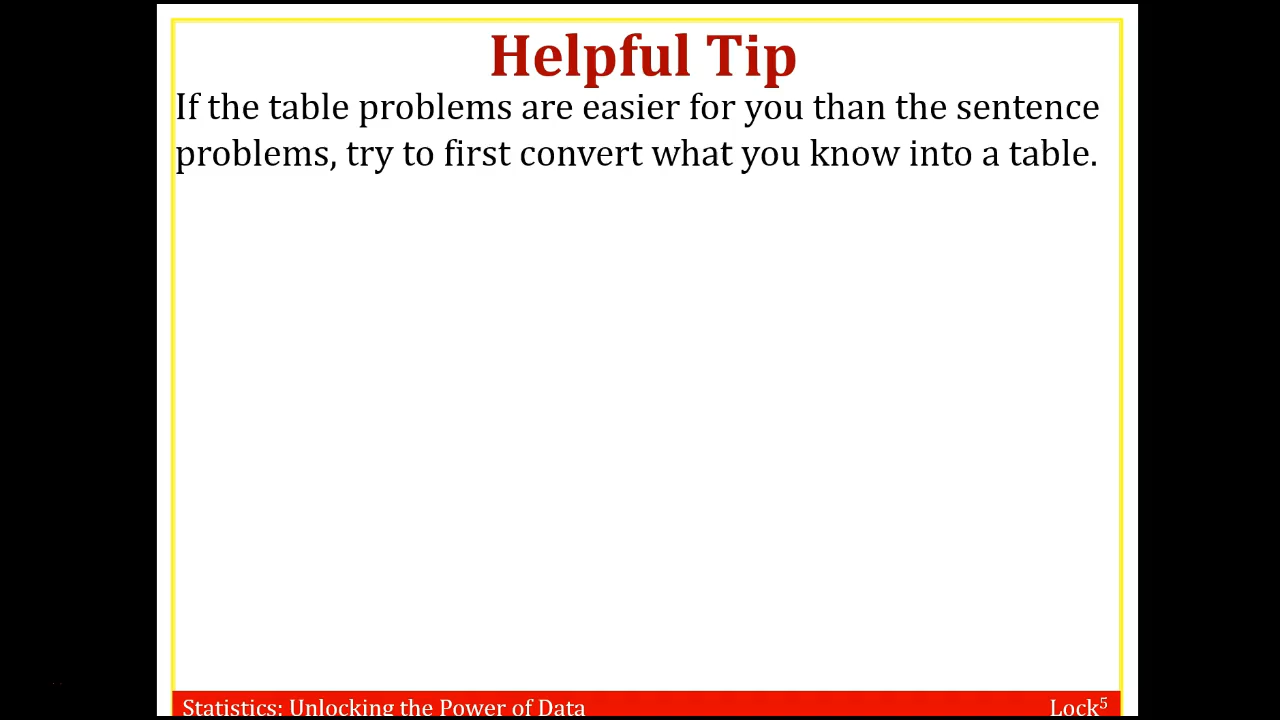 Helpful Tip
If the table problems are easier for you than the sentence
problems, try to first convert what you know into a table.
Statistics: Unlocking the Power of Data
Lock⁵